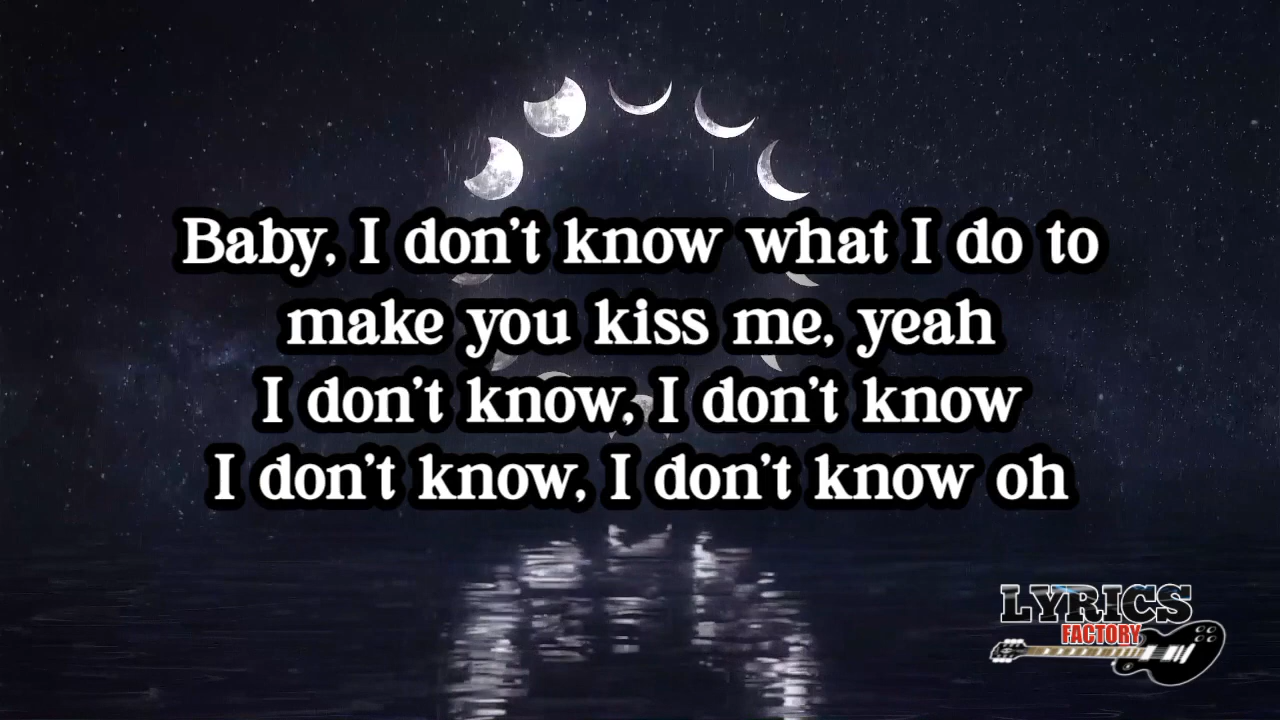 Baby, I don't know what I do to
make you kiss me, yeah
I don't know, I don't know
I don't know, I don't know oh
LYRICS
FACTORY